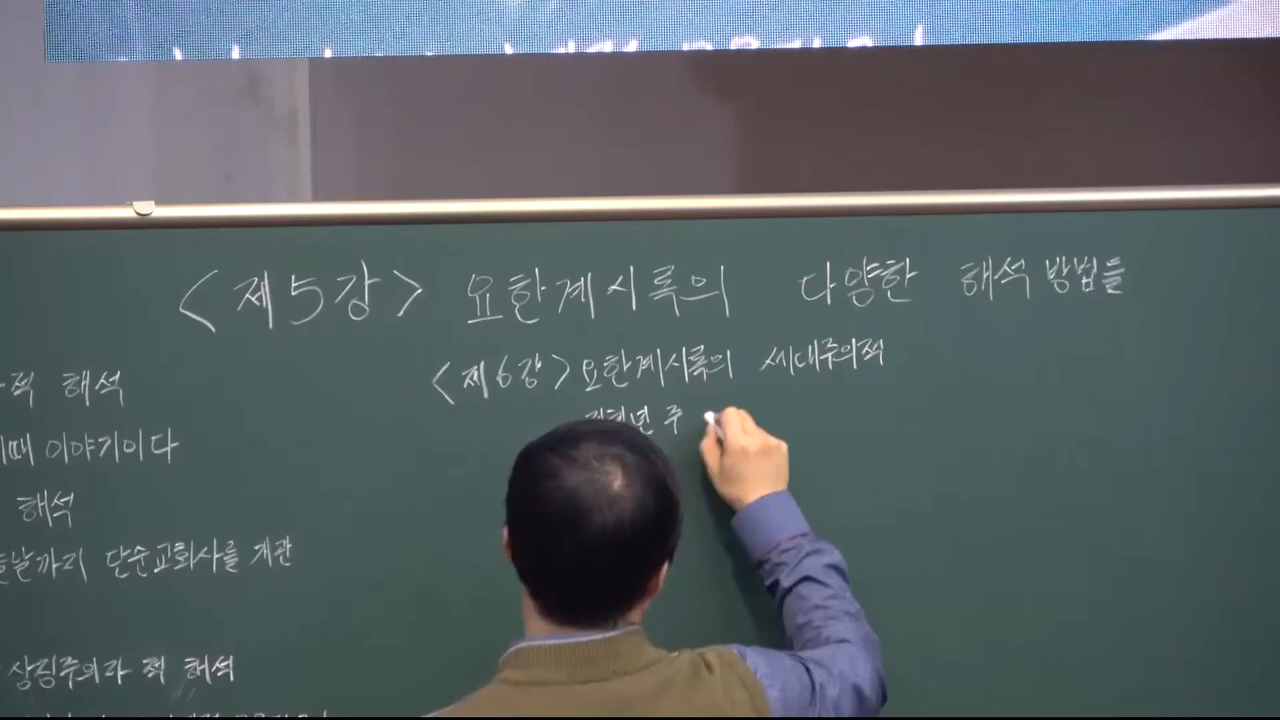 <제5강> 요한계시록의 다양한 해석 방법들
<제6강> 요한계시록의 세대주의적
전천년 주
적 해석
이야기이다
해석
날까지 단순교회사를 개관
상징주의라 적 해석